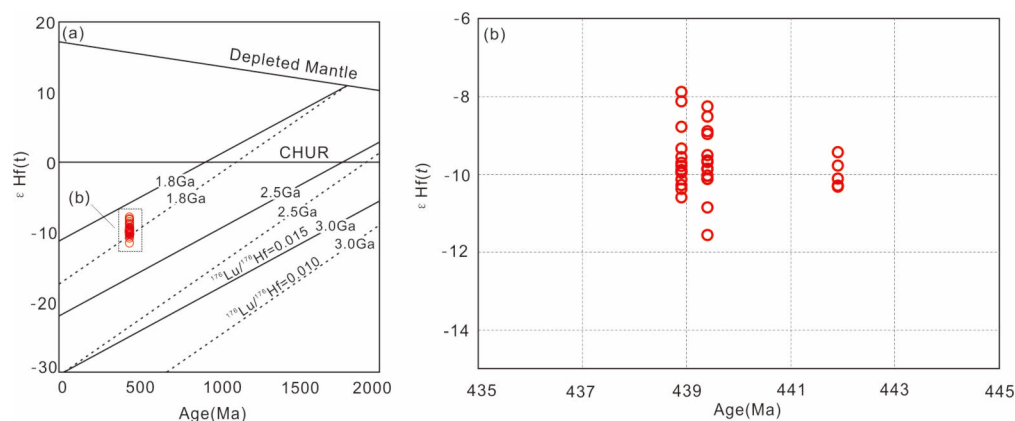 (a)
20
10
0
-10
-20
-30
ε Hf(t)
Depleted Mantle
CHUR
(b)
1.8Ga
1.8Ga
2.5Ga
2.5Ga
3.0Ga
3.0Ga
¹⁷⁶Lu/¹⁷⁶Hf=0.015
¹⁷⁶Lu/¹⁷⁶Hf=0.010
0 500 1000 1500 2000
Age(Ma)
(b)
-6
-8
-10
-12
-14
ε Hf(t)
435 437 439 441 443 445
Age(Ma)